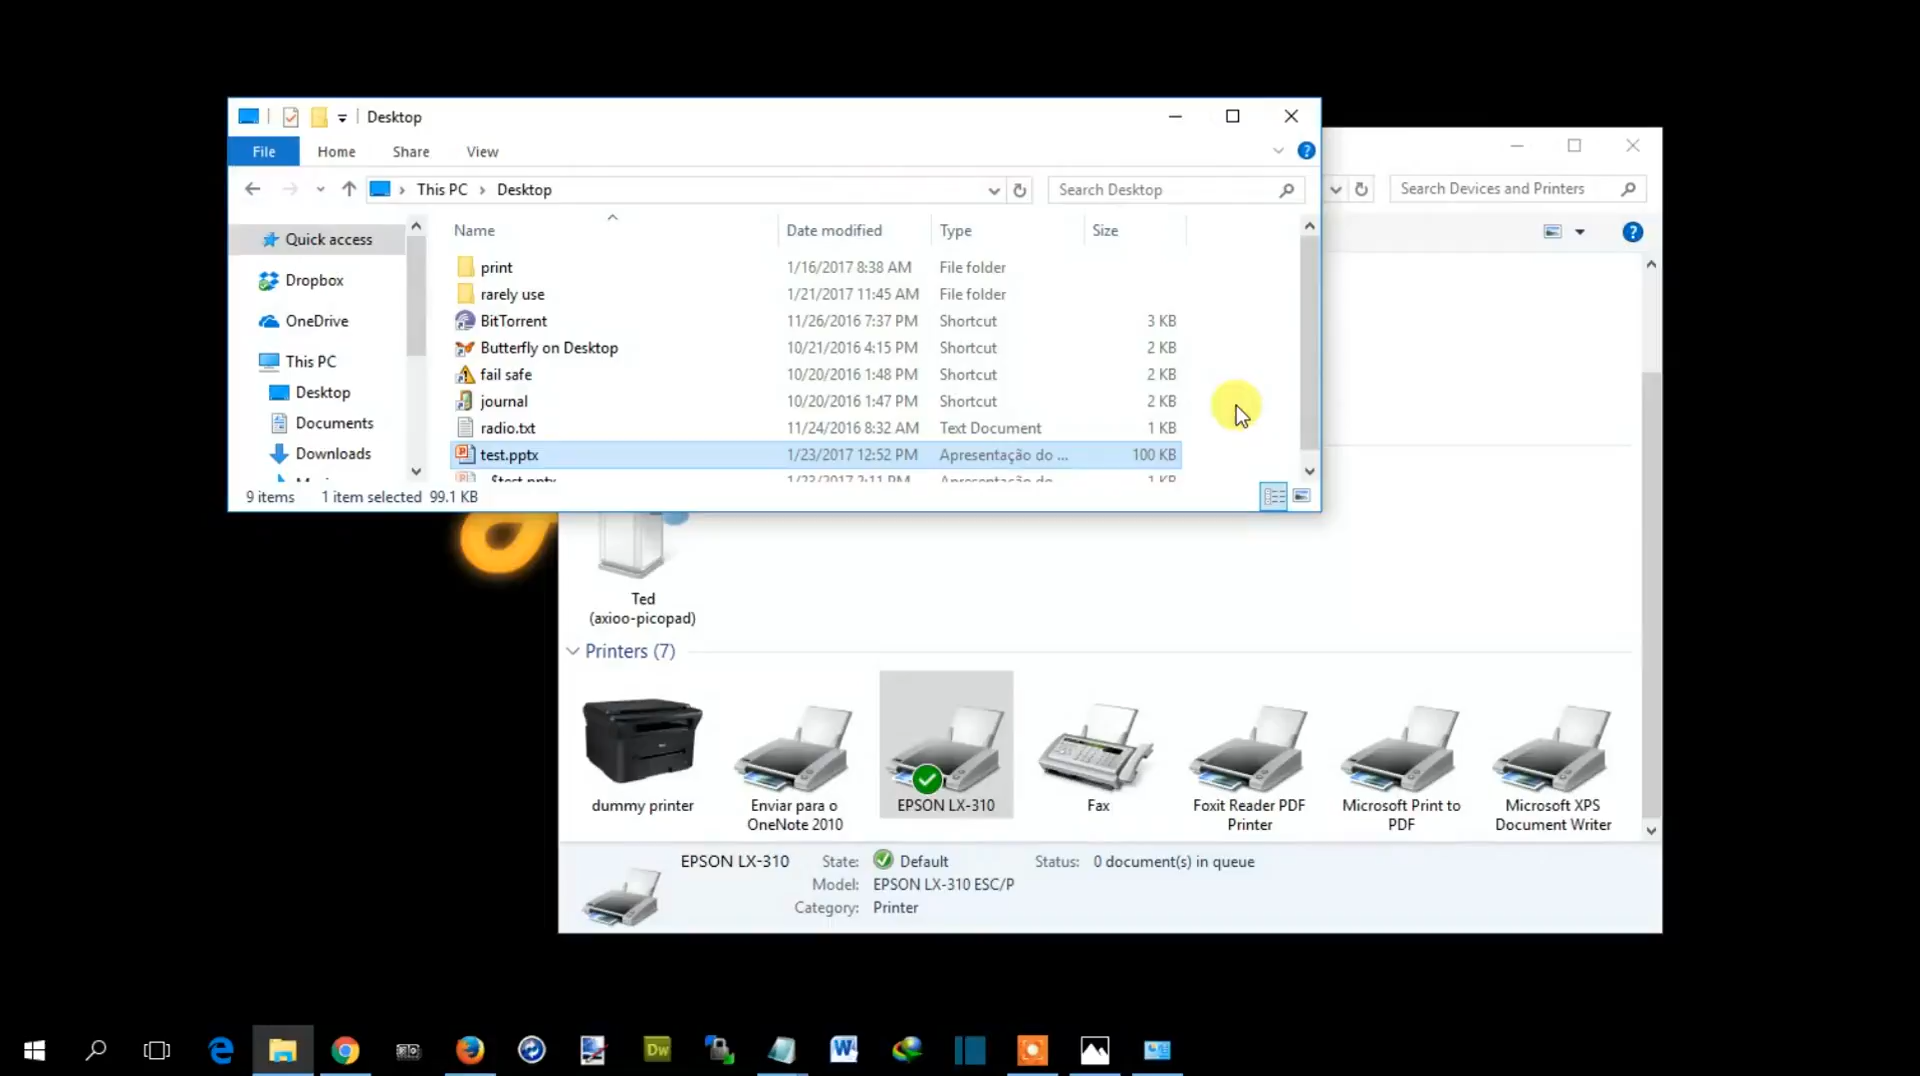 Desktop
File Home Share View
This PC Desktop
Search Desktop
Search Devices and Printers
Quick access
Dropbox
OneDrive
This PC
Desktop
Documents
Downloads
Name Date modified Type Size
print 1/16/2017 8:38 AM File folder
rarely use 1/21/2017 11:45 AM File folder
BitTorrent 11/26/2016 7:37 PM Shortcut 3 KB
Butterfly on Desktop 10/21/2016 4:15 PM Shortcut 2 KB
fail safe 10/20/2016 1:48 PM Shortcut 2 KB
journal 10/20/2016 1:47 PM Shortcut 2 KB
radio.txt 11/24/2016 8:32 AM Text Document 1 KB
test.pptx 1/23/2017 12:52 PM Apresentação do ... 100 KB
9 items 1 item selected 99.1 KB
Ted
(axioo-picopad)
Printers (7)
dummy printer
Enviar para o
OneNote 2010
EPSON LX-310
Fax
Foxit Reader PDF
Printer
Microsoft Print to
PDF
Microsoft XPS
Document Writer
EPSON LX-310 State: Default Status: 0 document(s) in queue
Model: EPSON LX-310 ESC/P
Category: Printer
Dw